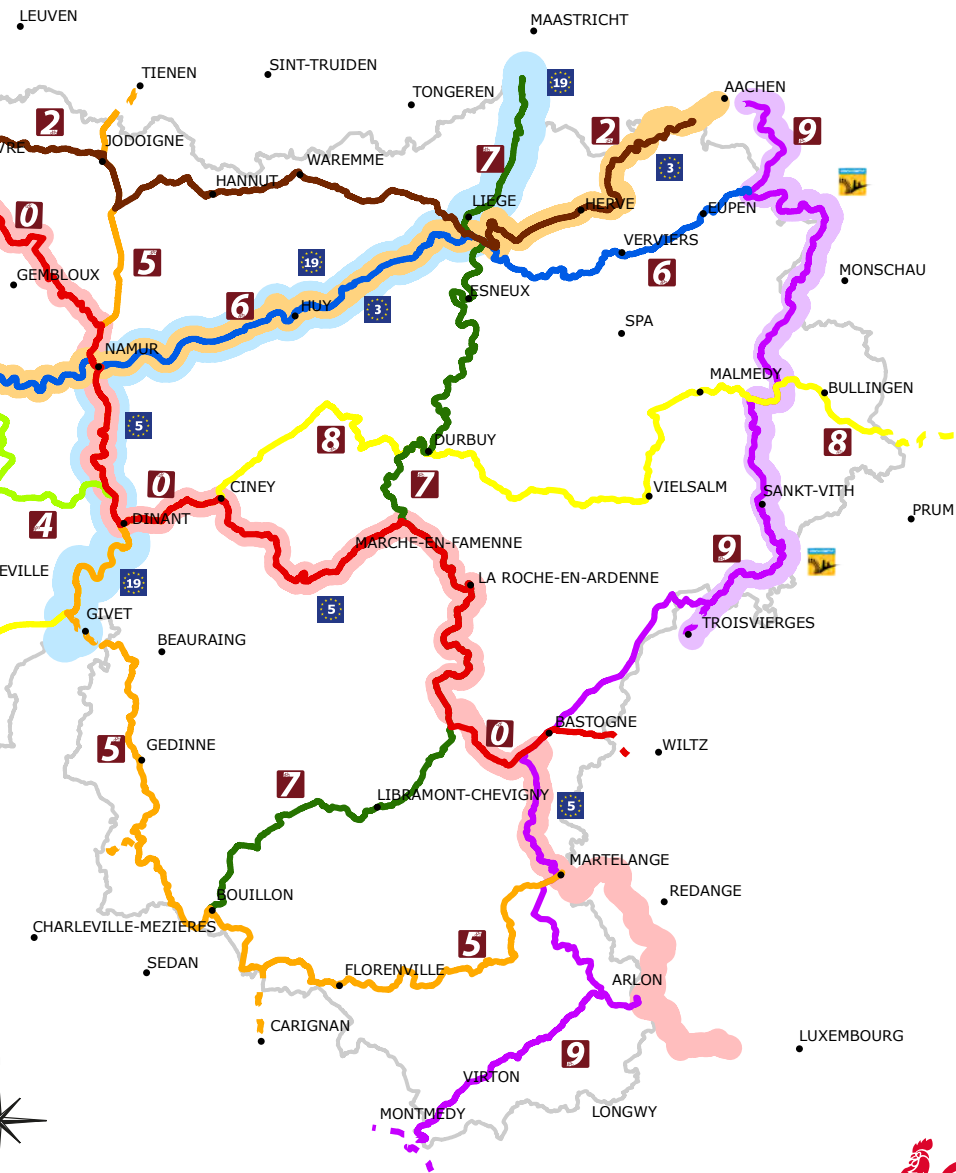 LEUVEN
MAASTRICHT
TIENEN
SINT-TRUIDEN
19
AACHEN
TONGEREN
2
2
9
JODOIGNE
VRE
WAREMME
7
3
HANNUT
LIEGE
HERVE
EUPEN
0
VERVIERS
5
19
6
MONSCHAU
GEMBLOUX
ESNEUX
6
HUY
3
SPA
NAMUR
MALMEDY
BULLINGEN
5
8
DURBUY
8
0
CINEY
7
VIELSALM
SANKT-VITH
4
DINANT
PRUM
MARCHE-EN-FAMENNE
9
EVILLE
19
LA ROCHE-EN-ARDENNE
5
GIVET
TROISVIERGES
BEAURAING
BASTOGNE
0
5
GEDINNE
WILTZ
7
LIBRAMONT-CHEVIGNY
5
MARTELANGE
BOUILLON
REDANGE
CHARLEVILLE-MEZIERES
5
SEDAN
FLORENVILLE
ARLON
CARIGNAN
LUXEMBOURG
9
VIRTON
MONTMEDY
LONGWY